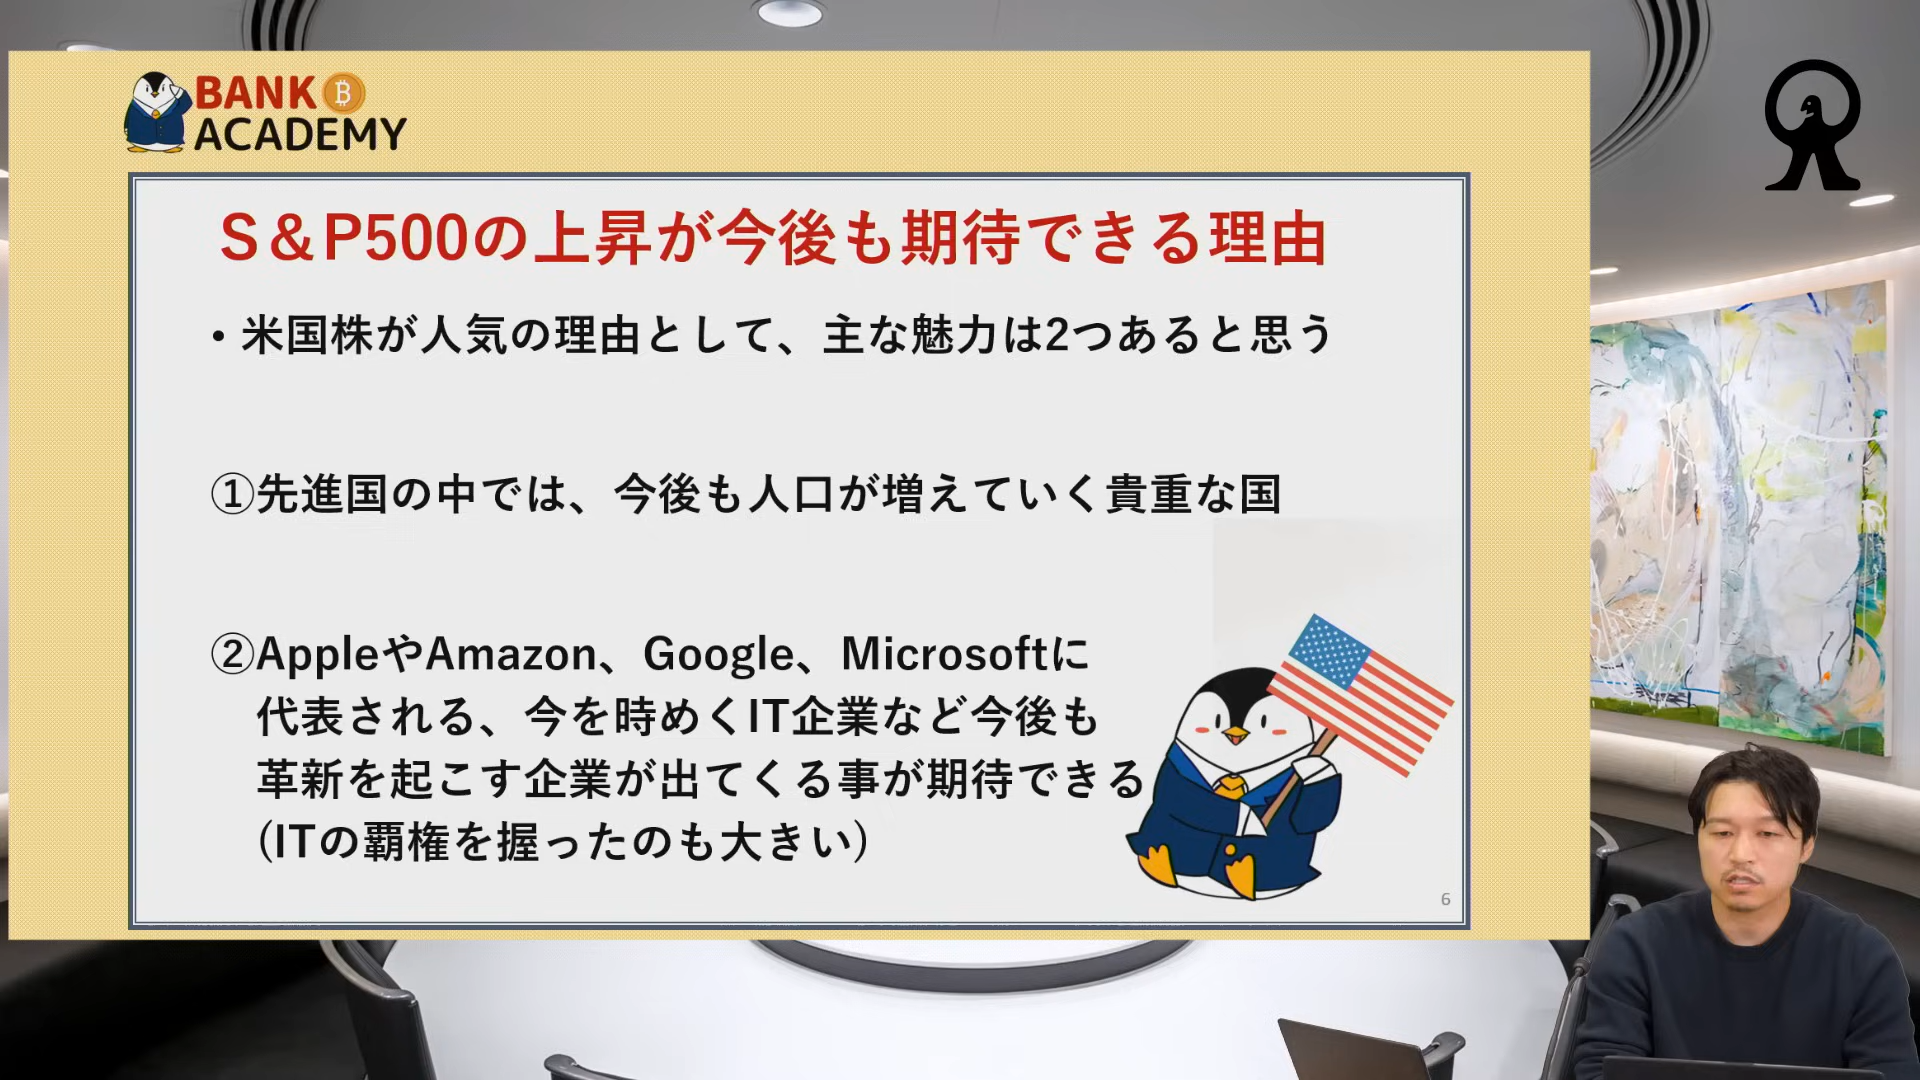 BANK
ACADEMY
S＆P500の上昇が今後も期待できる理由
・米国株が人気の理由として、主な魅力は2つあると思う
①先進国の中では、今後も人口が増えていく貴重な国
②AppleやAmazon、Google、Microsoftに
代表される、今を時めくIT企業など今後も
革新を起こす企業が出てくる事が期待できる
(ITの覇権を握ったのも大きい)
6